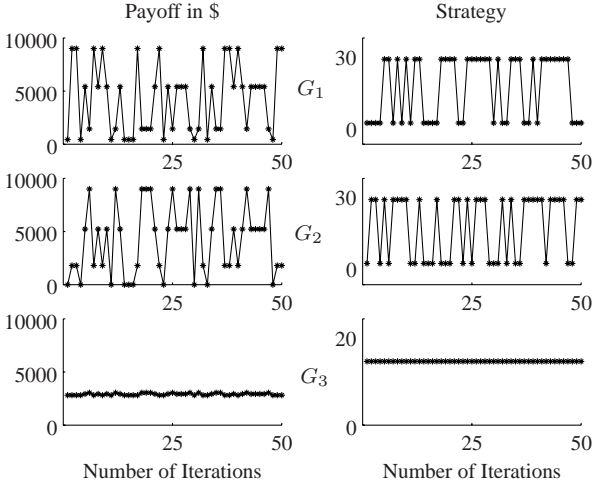 Payoff in $ Strategy
10000 30
5000 G1
0 0
25 50 25 50
10000 30
5000 G2
0 0
25 50 25 50
10000 20
5000 G3
0 0
25 50 25 50
Number of Iterations Number of Iterations